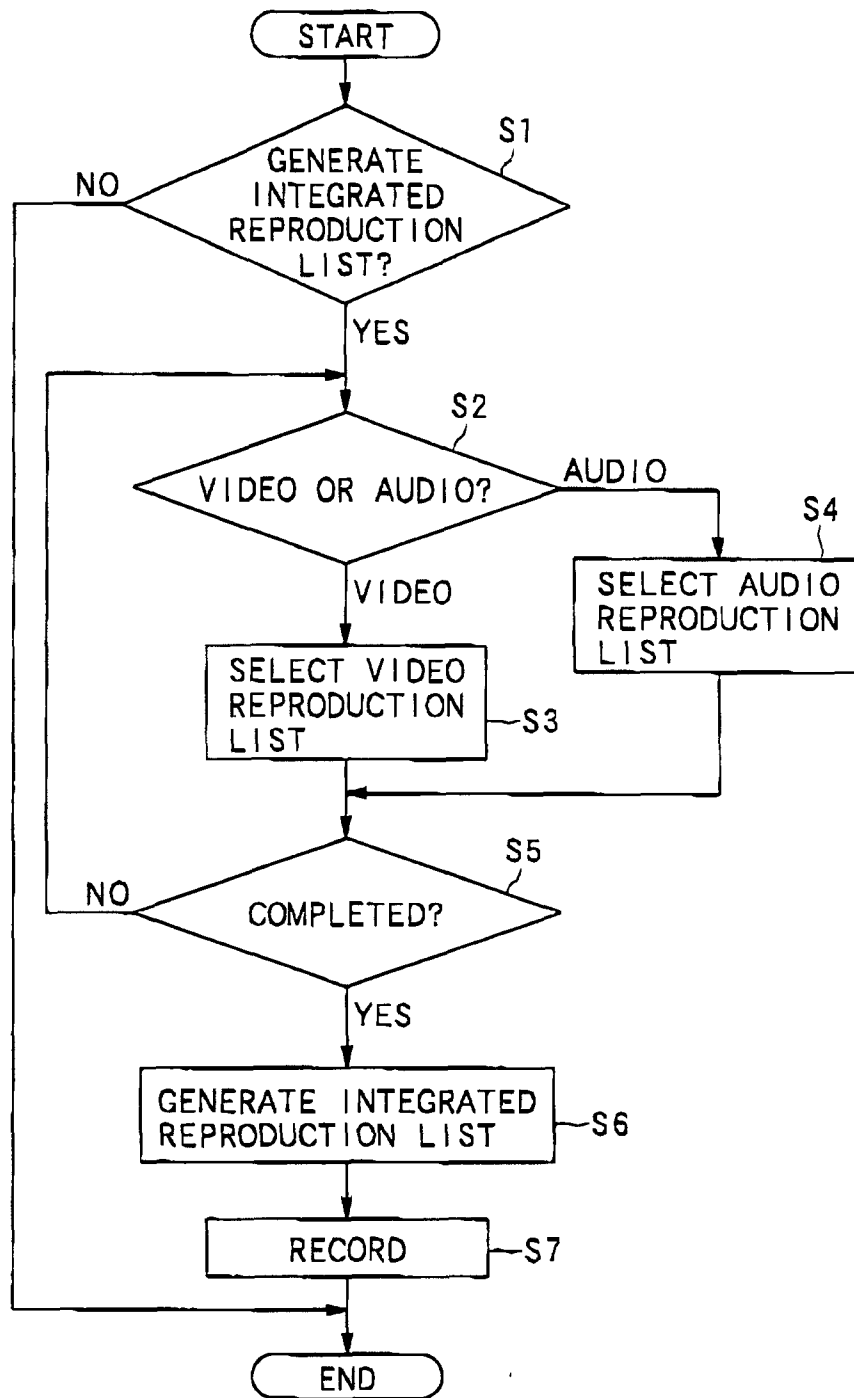 START
S1
GENERATE
INTEGRATED
REPRODUCTION
LIST?
NO
YES
S2
VIDEO OR AUDIO?
AUDIO
VIDEO
S4
SELECT AUDIO
REPRODUCTION
LIST
SELECT VIDEO
REPRODUCTION
LIST
S3
S5
COMPLETED?
NO
YES
GENERATE INTEGRATED
REPRODUCTION LIST
S6
RECORD
S7
END